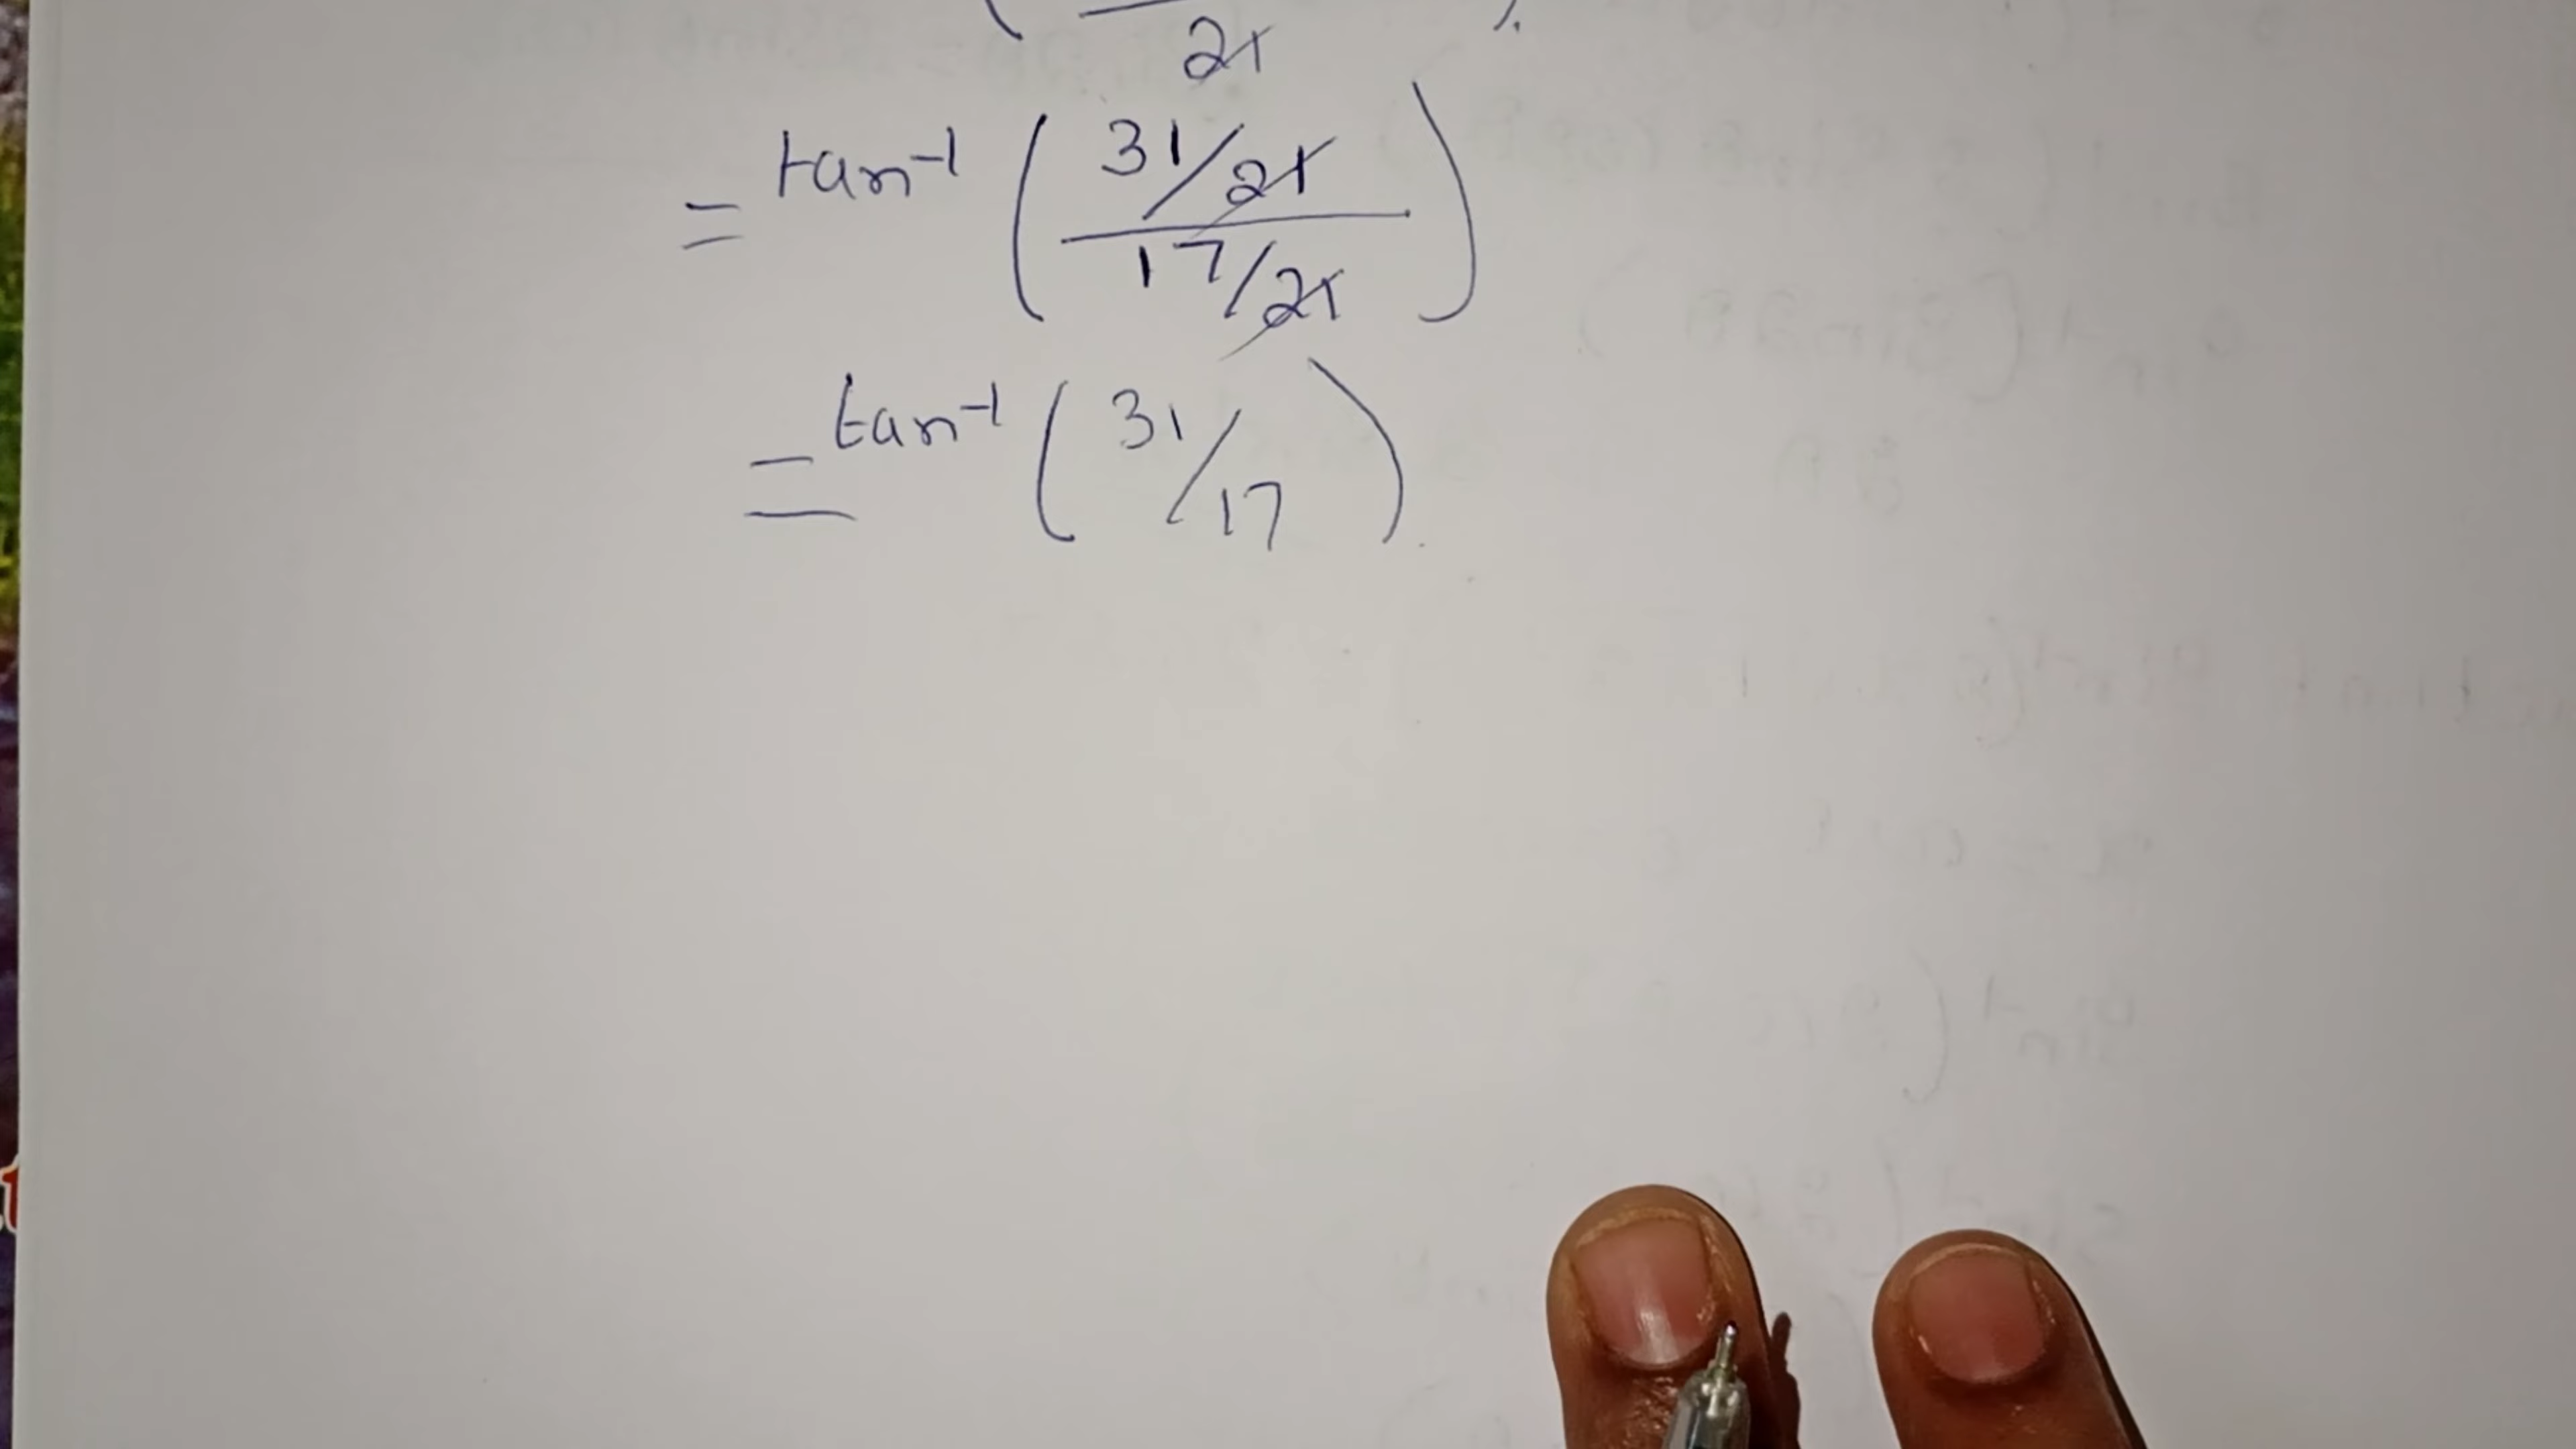 21
= tan⁻¹ ( 31/21 / 17/21 )
= tan⁻¹ ( 31/17 ).